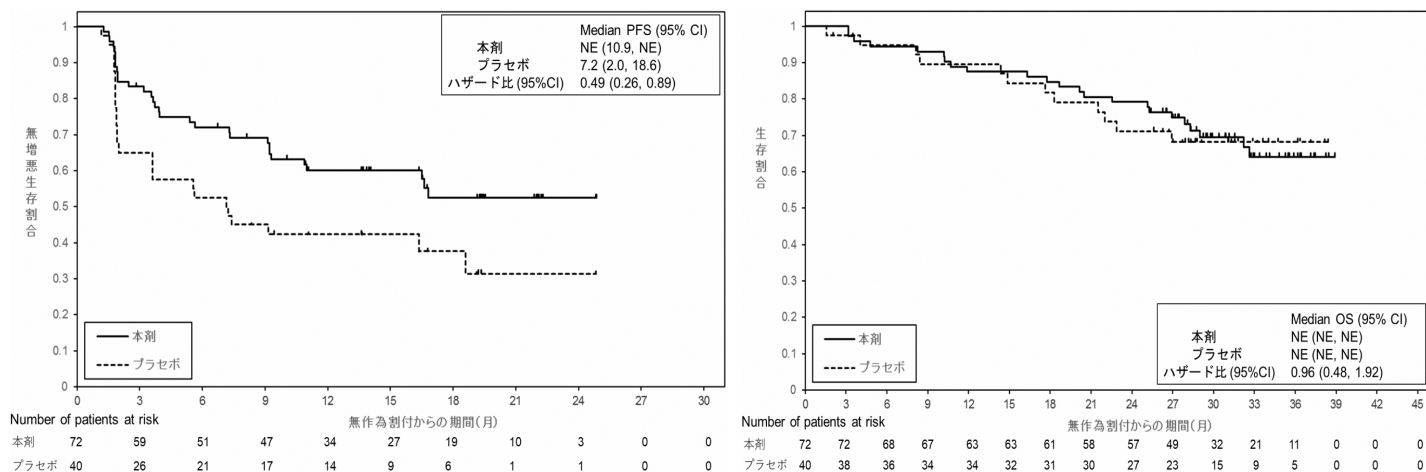 Median PFS (95% CI)
本剤 NE (10.9, NE)
プラセボ 7.2 (2.0, 18.6)
ハザード比 (95%CI) 0.49 (0.26, 0.89)
無増悪生存割合
1
0.9
0.8
0.7
0.6
0.5
0.4
0.3
0.2
0.1
0
本剤
プラセボ
0 3 6 9 12 15 18 21 24 27 30
無作為割付からの期間(月)
Number of patients at risk
本剤 72 59 51 47 34 27 19 10 3 0 0
プラセボ 40 26 21 17 14 9 6 1 1 0 0
生存割合
1
0.9
0.8
0.7
0.6
0.5
0.4
0.3
0.2
0.1
0
Median OS (95% CI)
本剤 NE (NE, NE)
プラセボ NE (NE, NE)
ハザード比 (95%CI) 0.96 (0.48, 1.92)
本剤
プラセボ
0 3 6 9 12 15 18 21 24 27 30 33 36 39 42 45
無作為割付からの期間(月)
Number of patients at risk
本剤 72 72 68 67 63 63 61 58 57 49 32 21 11 0 0 0
プラセボ 40 38 36 34 34 32 31 30 27 23 15 9 5 0 0 0